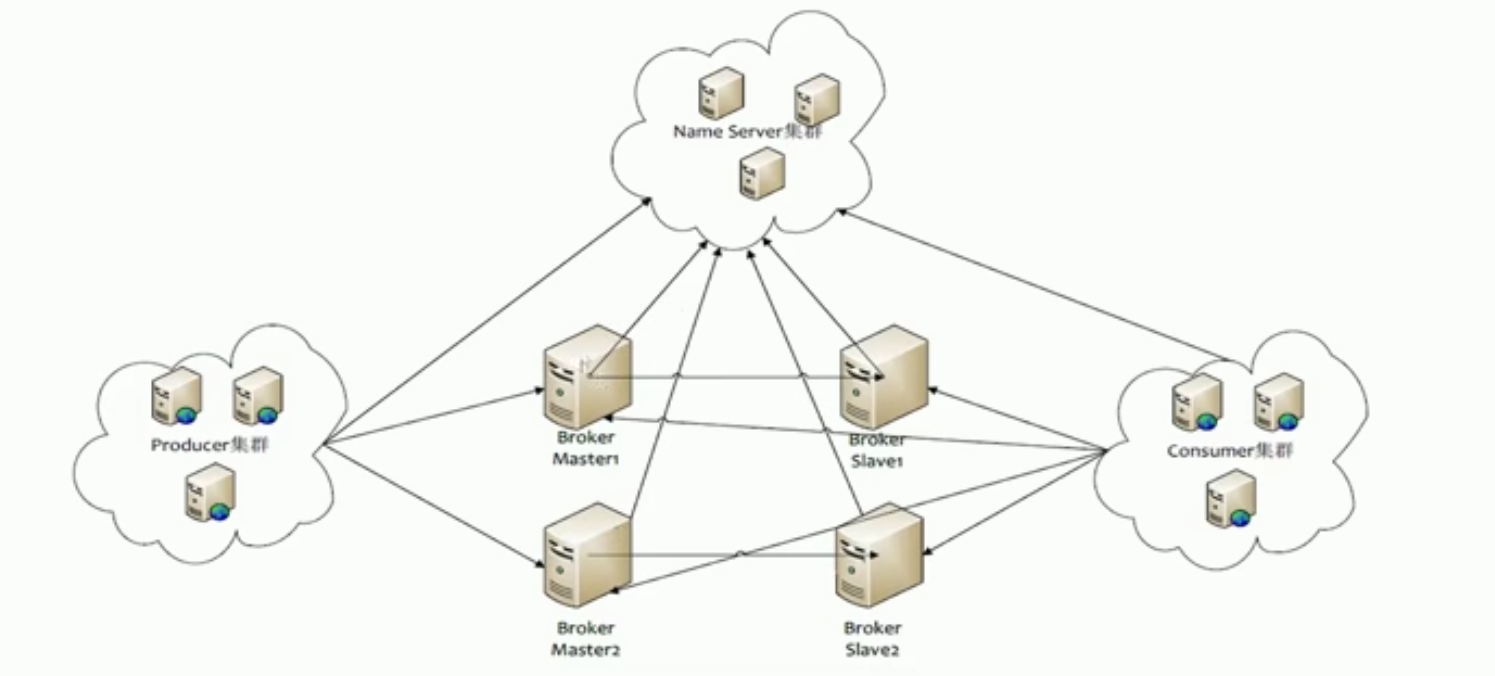 Name Server集群
Producer集群
Broker
Master1
Broker
Slave1
Consumer集群
Broker
Master2
Broker
Slave2